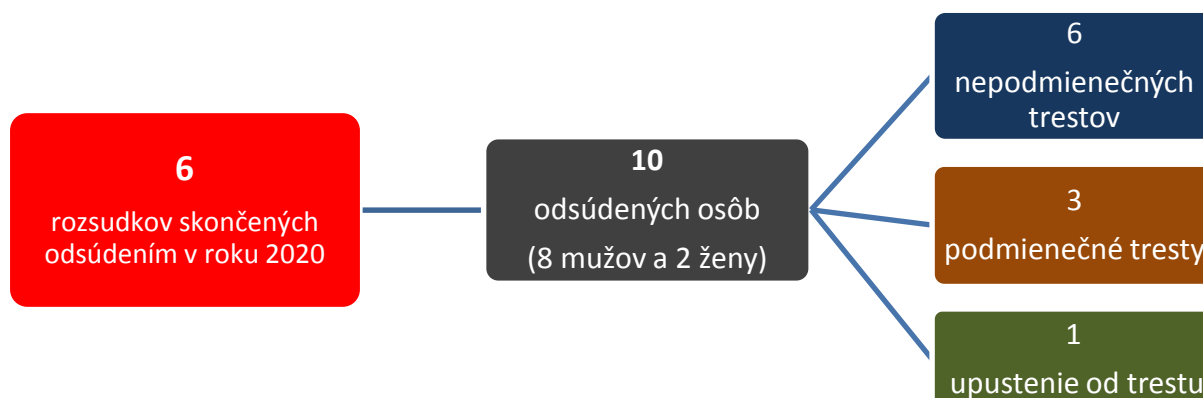 6
rozsudkov skončených
odsúdením v roku 2020
10
odsúdených osôb
(8 mužov a 2 ženy)
6
nepodmienečných
trestov
3
podmienečné tresty
1
upustenie od trestu